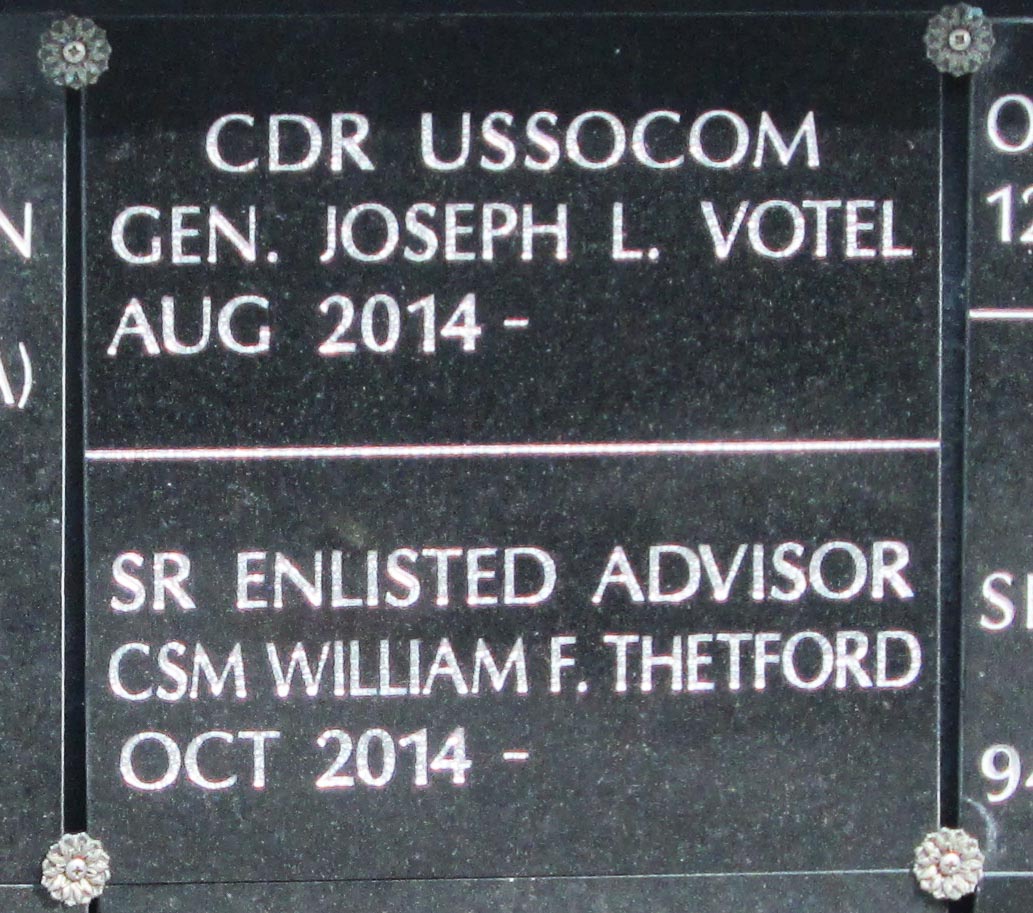 CDR USSOCOM
GEN. JOSEPH L. VOTEL
AUG 2014 -
SR ENLISTED ADVISOR
CSM WILLIAM F. THETFORD
OCT 2014 -